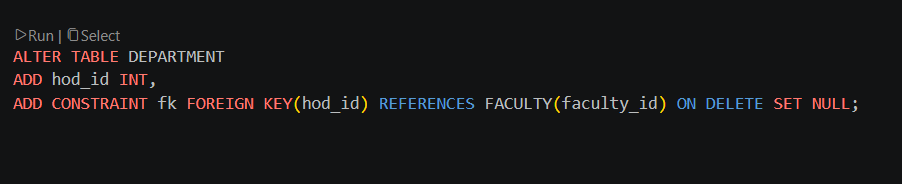 Run | Select
ALTER TABLE DEPARTMENT
ADD hod_id INT,
ADD CONSTRAINT fk FOREIGN KEY(hod_id) REFERENCES FACULTY(faculty_id) ON DELETE SET NULL;